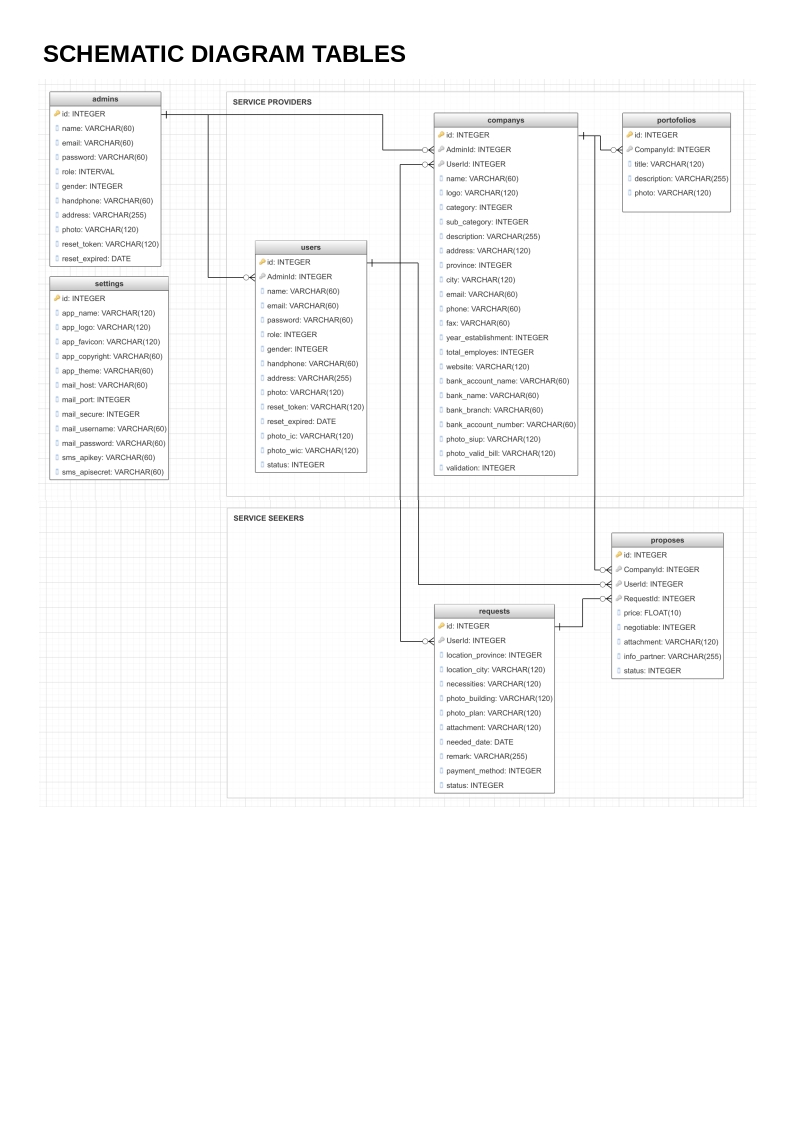 SCHEMATIC DIAGRAM TABLES
admins
id: INTEGER
name: VARCHAR(60)
email: VARCHAR(60)
password: VARCHAR(60)
role: INTERVAL
gender: INTEGER
handphone: VARCHAR(60)
address: VARCHAR(255)
photo: VARCHAR(120)
reset_token: VARCHAR(120)
reset_expired: DATE
settings
id: INTEGER
app_name: VARCHAR(120)
app_logo: VARCHAR(120)
app_favicon: VARCHAR(120)
app_copyright: VARCHAR(60)
app_theme: VARCHAR(60)
mail_host: VARCHAR(60)
mail_port: INTEGER
mail_secure: INTEGER
mail_username: VARCHAR(60)
mail_password: VARCHAR(60)
sms_apikey: VARCHAR(60)
sms_apisecret: VARCHAR(60)
SERVICE PROVIDERS
users
id: INTEGER
AdminId: INTEGER
name: VARCHAR(60)
email: VARCHAR(60)
password: VARCHAR(60)
role: INTEGER
gender: INTEGER
handphone: VARCHAR(60)
address: VARCHAR(255)
photo: VARCHAR(120)
reset_token: VARCHAR(120)
reset_expired: DATE
photo_ic: VARCHAR(120)
photo_wic: VARCHAR(120)
status: INTEGER
companys
id: INTEGER
AdminId: INTEGER
UserId: INTEGER
name: VARCHAR(60)
logo: VARCHAR(120)
category: INTEGER
sub_category: INTEGER
description: VARCHAR(255)
address: VARCHAR(120)
province: INTEGER
city: VARCHAR(120)
email: VARCHAR(60)
phone: VARCHAR(60)
fax: VARCHAR(60)
year_establishment: INTEGER
total_employes: INTEGER
website: VARCHAR(120)
bank_account_name: VARCHAR(60)
bank_name: VARCHAR(60)
bank_branch: VARCHAR(60)
bank_account_number: VARCHAR(60)
photo_siup: VARCHAR(120)
photo_valid_bill: VARCHAR(120)
validation: INTEGER
portofolios
id: INTEGER
CompanyId: INTEGER
title: VARCHAR(120)
description: VARCHAR(255)
photo: VARCHAR(120)
SERVICE SEEKERS
requests
id: INTEGER
UserId: INTEGER
location_province: INTEGER
location_city: VARCHAR(120)
necessities: VARCHAR(120)
photo_building: VARCHAR(120)
photo_plan: VARCHAR(120)
attachment: VARCHAR(120)
needed_date: DATE
remark: VARCHAR(255)
payment_method: INTEGER
status: INTEGER
proposes
id: INTEGER
CompanyId: INTEGER
UserId: INTEGER
RequestId: INTEGER
price: FLOAT(10)
negotiable: INTEGER
attachment: VARCHAR(120)
info_partner: VARCHAR(255)
status: INTEGER